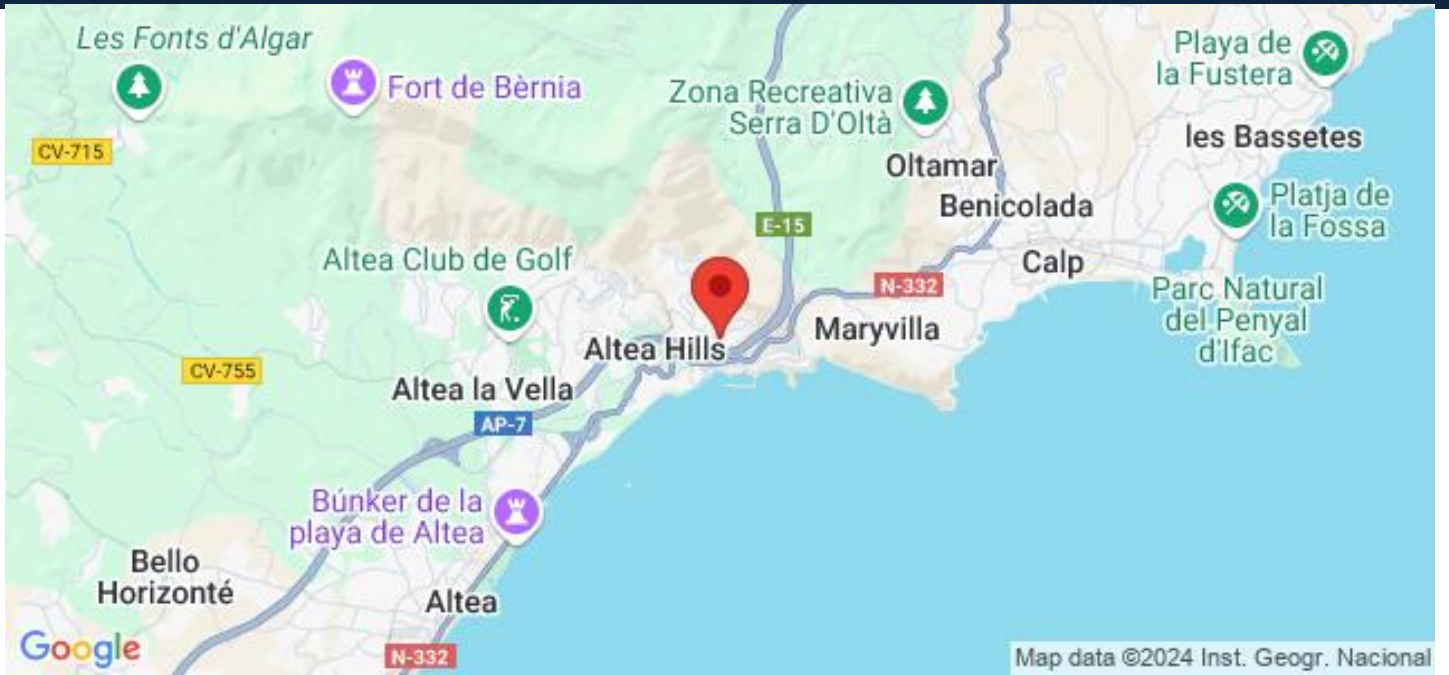 Les Fonts d'Algar
Fort de Bèrnia
Zona Recreativa
Serra D'Oltà
Playa de
la Fustera
CV-715
les Bassetes
Oltamar
Benicolada
Platja de
la Fossa
E-15
Altea Club de Golf
Calp
N-332
Parc Natural
del Penyal
d'Ifac
Maryvilla
Altea Hills
CV-755
Altea la Vella
AP-7
Búnker de la
playa de Altea
Bello
Horizonté
Altea
Google
N-332
Map data ©2024 Inst. Geogr. Nacional